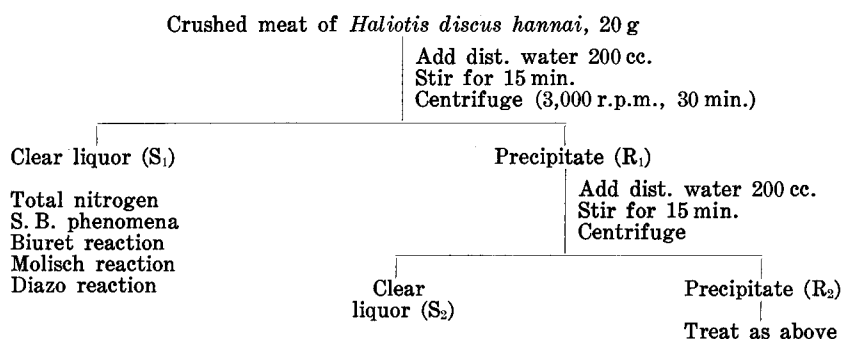 Crushed meat of Haliotis discus hannai, 20 g
Add dist. water 200 cc.
Stir for 15 min.
Centrifuge (3,000 r.p.m., 30 min.)
Clear liquor (S₁)
Total nitrogen
S. B. phenomena
Biuret reaction
Molisch reaction
Diazo reaction
Precipitate (R₁)
Add dist. water 200 cc.
Stir for 15 min.
Centrifuge
Clear
liquor (S₂)
Precipitate (R₂)
Treat as above